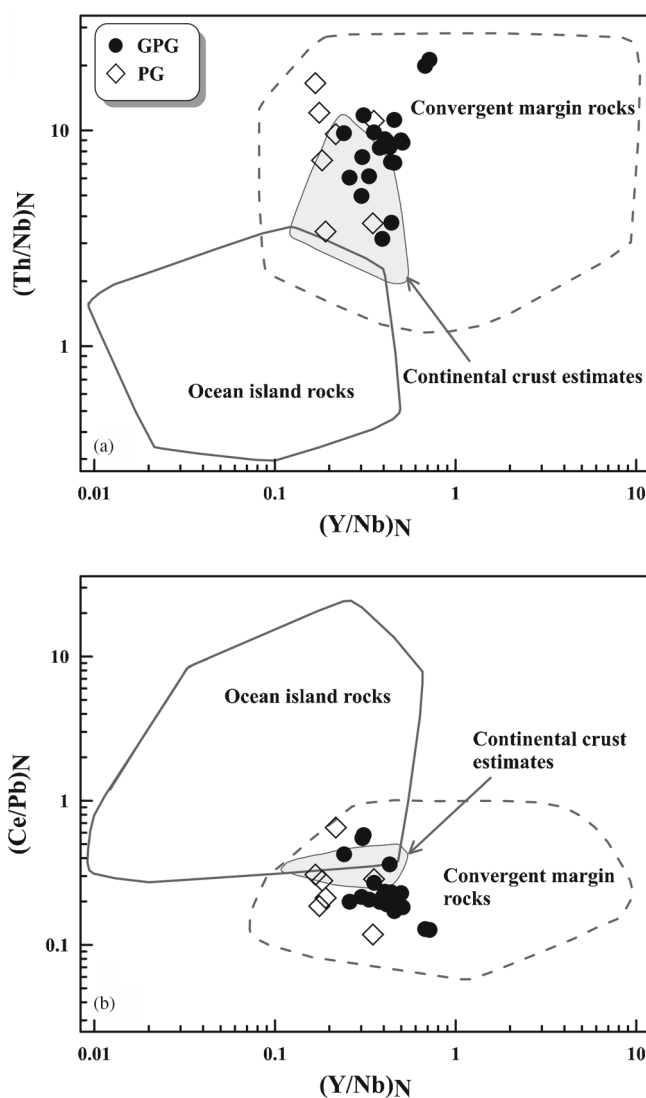 GPG
PG
Convergent margin rocks
10
(Th/Nb)N
1
Continental crust estimates
Ocean island rocks
(a)
0.01
0.1
1
10
(Y/Nb)N
10
Ocean island rocks
Continental crust
estimates
(Ce/Pb)N
1
Convergent margin
rocks
0.1
(b)
0.01
0.1
1
10
(Y/Nb)N